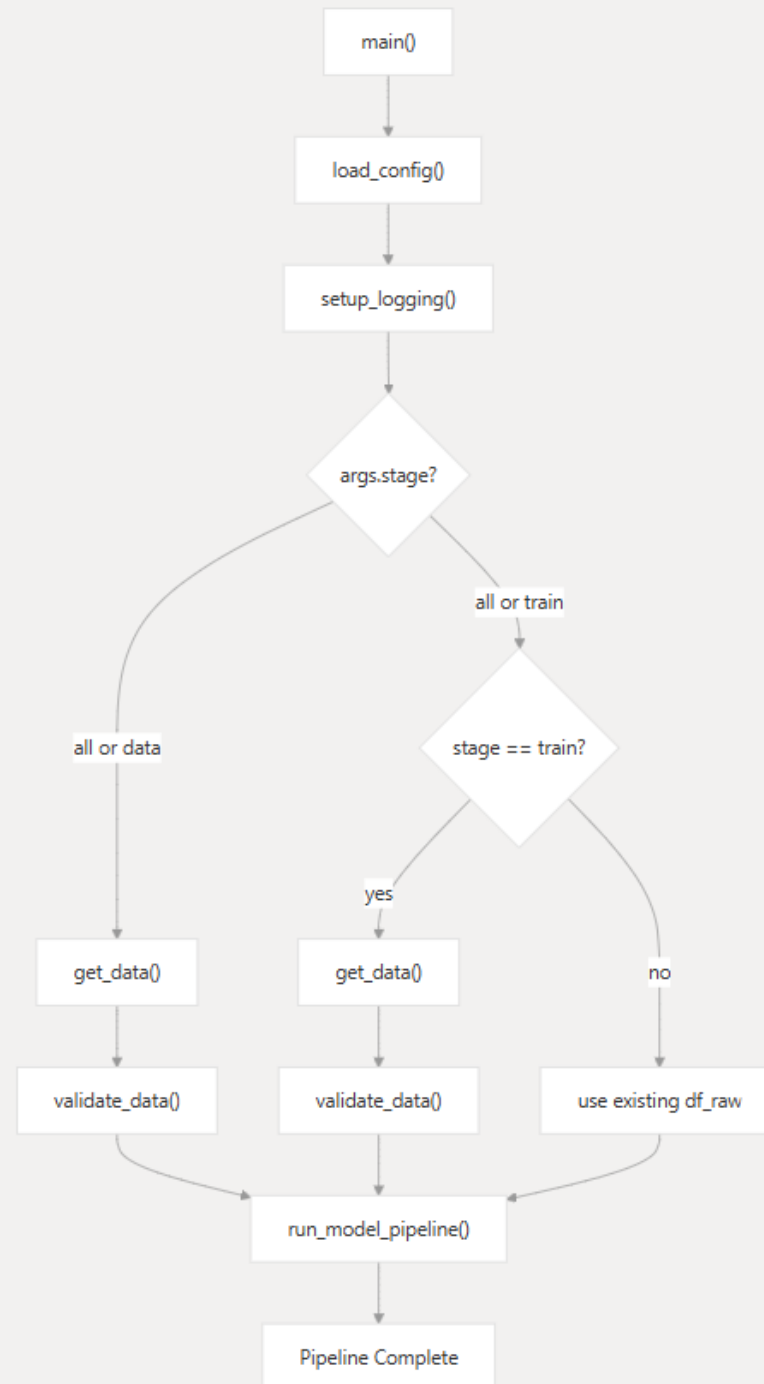 main()
load_config()
setup_logging()
args.stage?
all or train
all or data
stage == train?
yes
no
get_data()
get_data()
validate_data()
validate_data()
use existing df_raw
run_model_pipeline()
Pipeline Complete